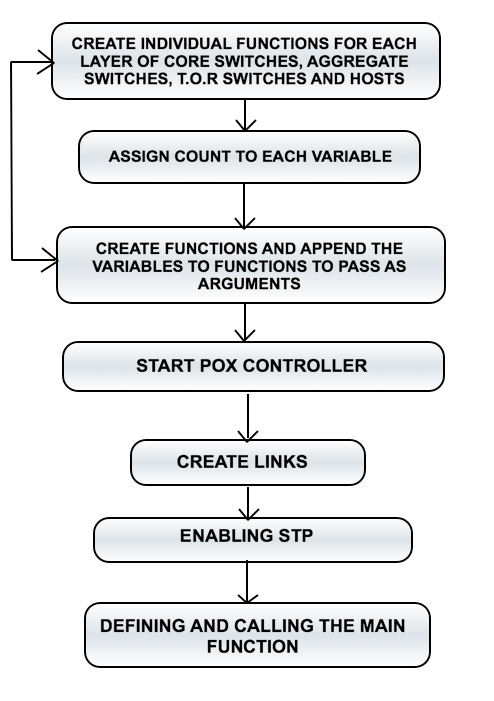 CREATE INDIVIDUAL FUNCTIONS FOR EACH
LAYER OF CORE SWITCHES, AGGREGATE
SWITCHES, T.O.R SWITCHES AND HOSTS
ASSIGN COUNT TO EACH VARIABLE
CREATE FUNCTIONS AND APPEND THE
VARIABLES TO FUNCTIONS TO PASS AS
ARGUMENTS
START POX CONTROLLER
CREATE LINKS
ENABLING STP
DEFINING AND CALLING THE MAIN
FUNCTION